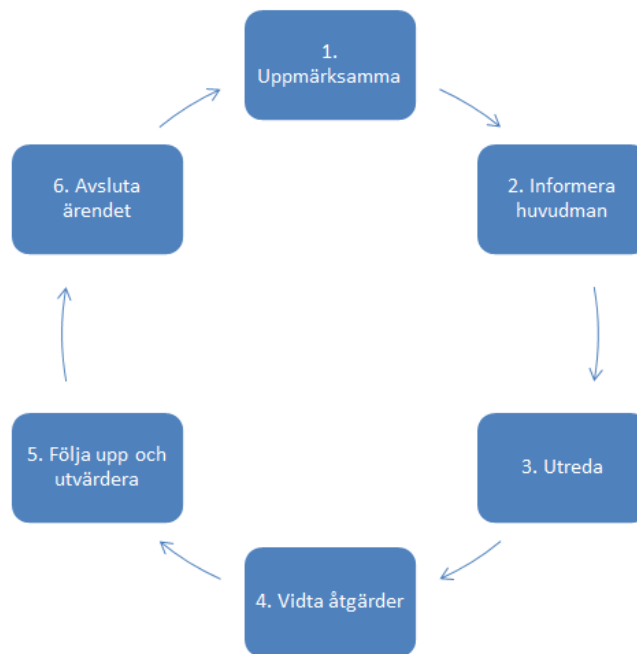 1.
Uppmärksamma
2. Informera
huvudman
3. Utreda
4. Vidta åtgärder
5. Följa upp och
utvärdera
6. Avsluta
ärendet